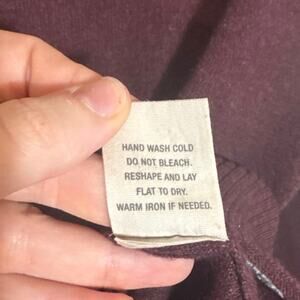 HAND WASH COLD
DO NOT BLEACH.
RESHAPE AND LAY
FLAT TO DRY.
WARM IRON IF NEEDED.